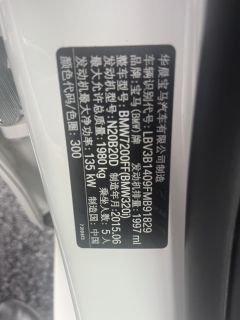 华晨宝马汽车有限公司制造
车辆识别代号: LBV3B1409FMB91829
品牌: 宝马 (BMW) 牌 发动机排量: 1997 ml
整车型号: BMW7200FF(BMW320i)
发动机型号: N20B20D 制造年月: 2015.06
最大允许总质量: 1980 kg 乘坐人数: 5 人
发动机最大净功率: 135 kW 制造国: 中国
颜色代码/色圈: 300